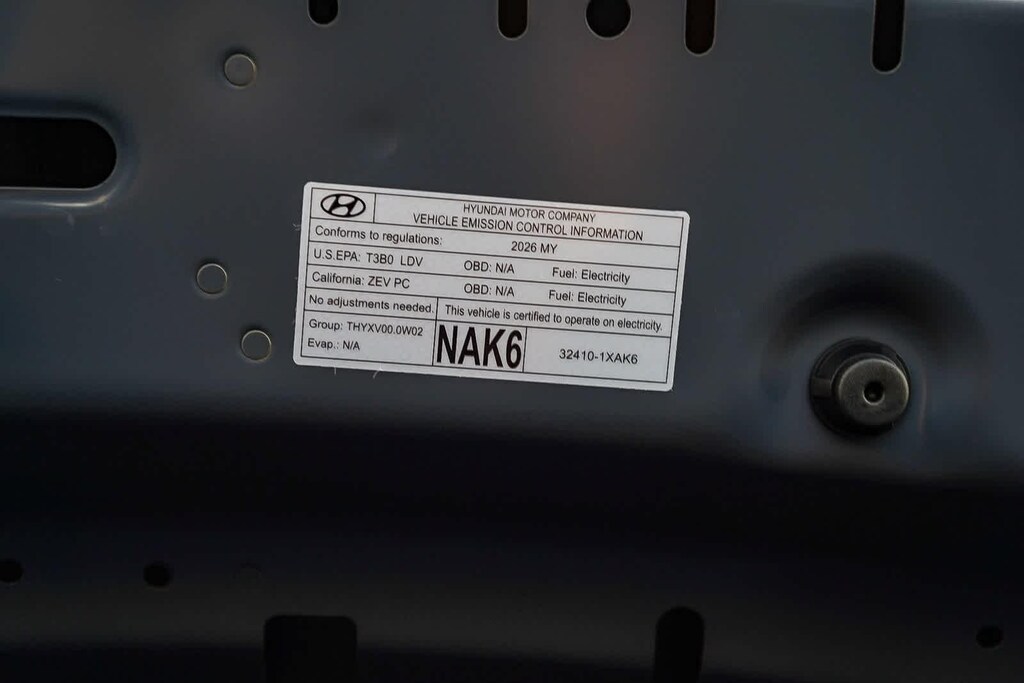 HYUNDAI MOTOR COMPANY
VEHICLE EMISSION CONTROL INFORMATION
Conforms to regulations: 2026 MY
U.S.EPA: T3B0 LDV OBD: N/A Fuel: Electricity
California: ZEV PC OBD: N/A Fuel: Electricity
No adjustments needed. This vehicle is certified to operate on electricity.
Group: THYXV00.0W02
Evap.: N/A
NAK6
32410-1XAK6